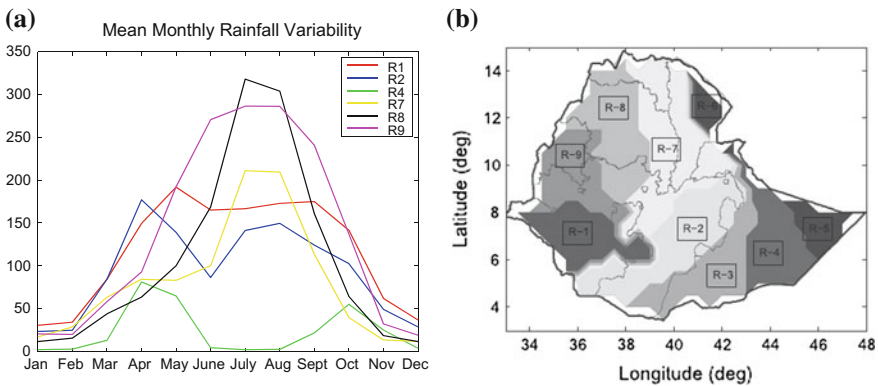 (a)
Mean Monthly Rainfall Variability
350
300
250
200
150
100
50
0
Jan Feb Mar Apr May June July Aug Sept Oct Nov Dec
R1
R2
R4
R7
R8
R9
(b)
Latitude (deg)
14
12
10
8
6
4
R-8
R-6
R-9
R-7
R-1
R-2
R-5
R-4
R-3
34 36 38 40 42 44 46 48
Longitude (deg)